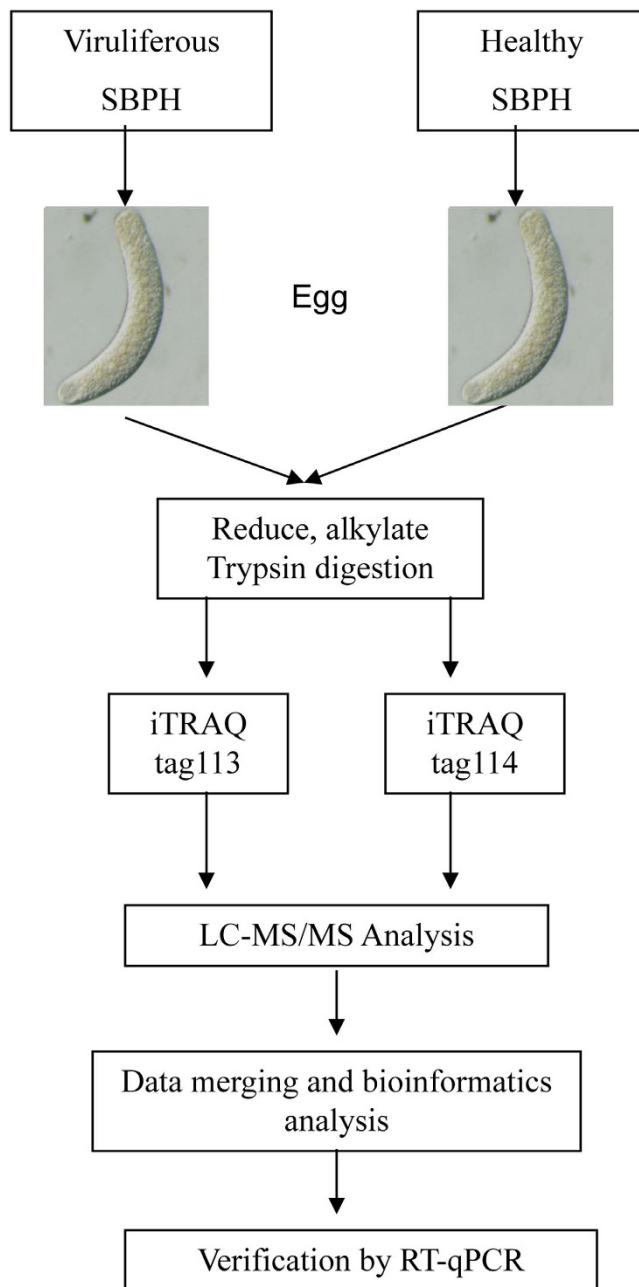 Viruliferous
SBPH
Healthy
SBPH
Egg
Reduce, alkylate
Trypsin digestion
iTRAQ
tag113
iTRAQ
tag114
LC-MS/MS Analysis
Data merging and bioinformatics
analysis
Verification by RT-qPCR